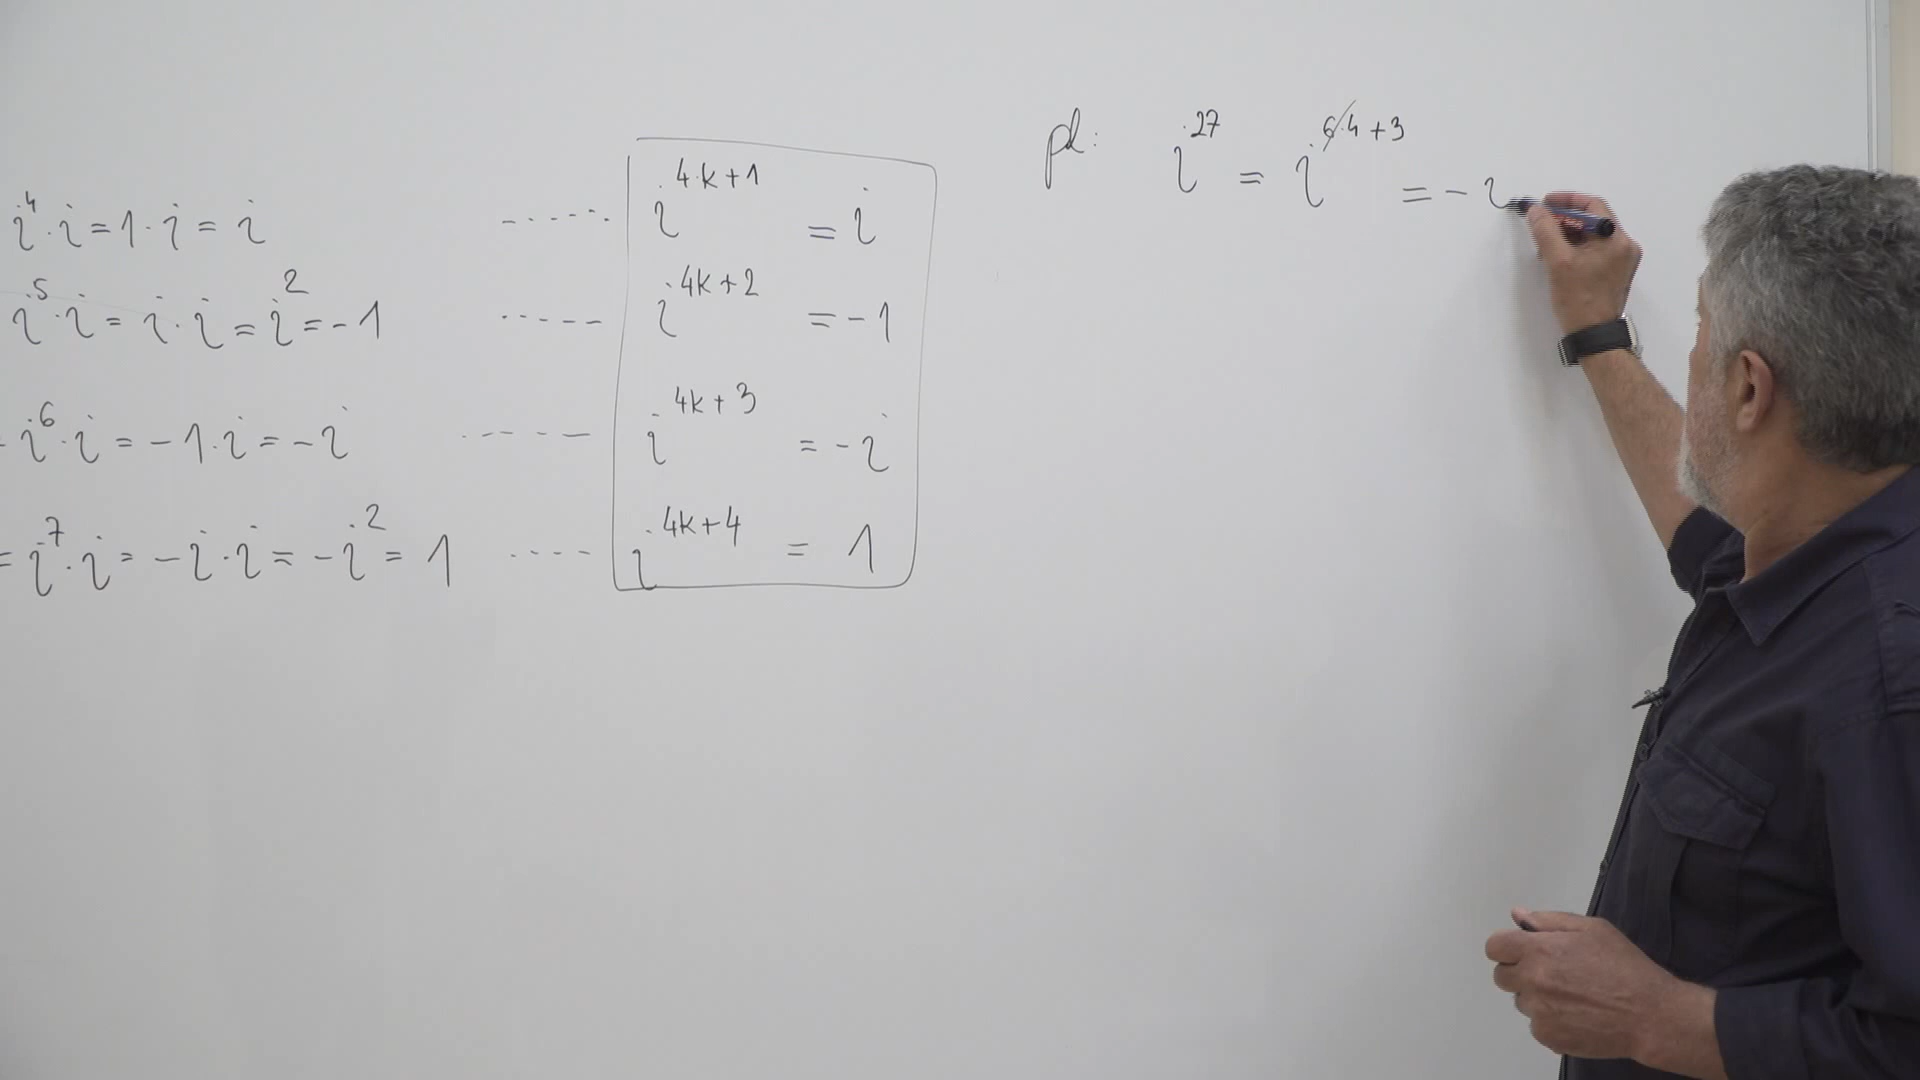 i⁴·i = 1·i = i ------ i^{4·k+1} = i
i⁵·i = i·i = i² = -1 ----- i^{4k+2} = -1
- i⁶·i = -1·i = -i ----- i^{4k+3} = -i
= i⁷·i = -i·i = -i² = 1 ---- i^{4k+4} = 1
pl: i²⁷ = i^{6·4+3} = -i